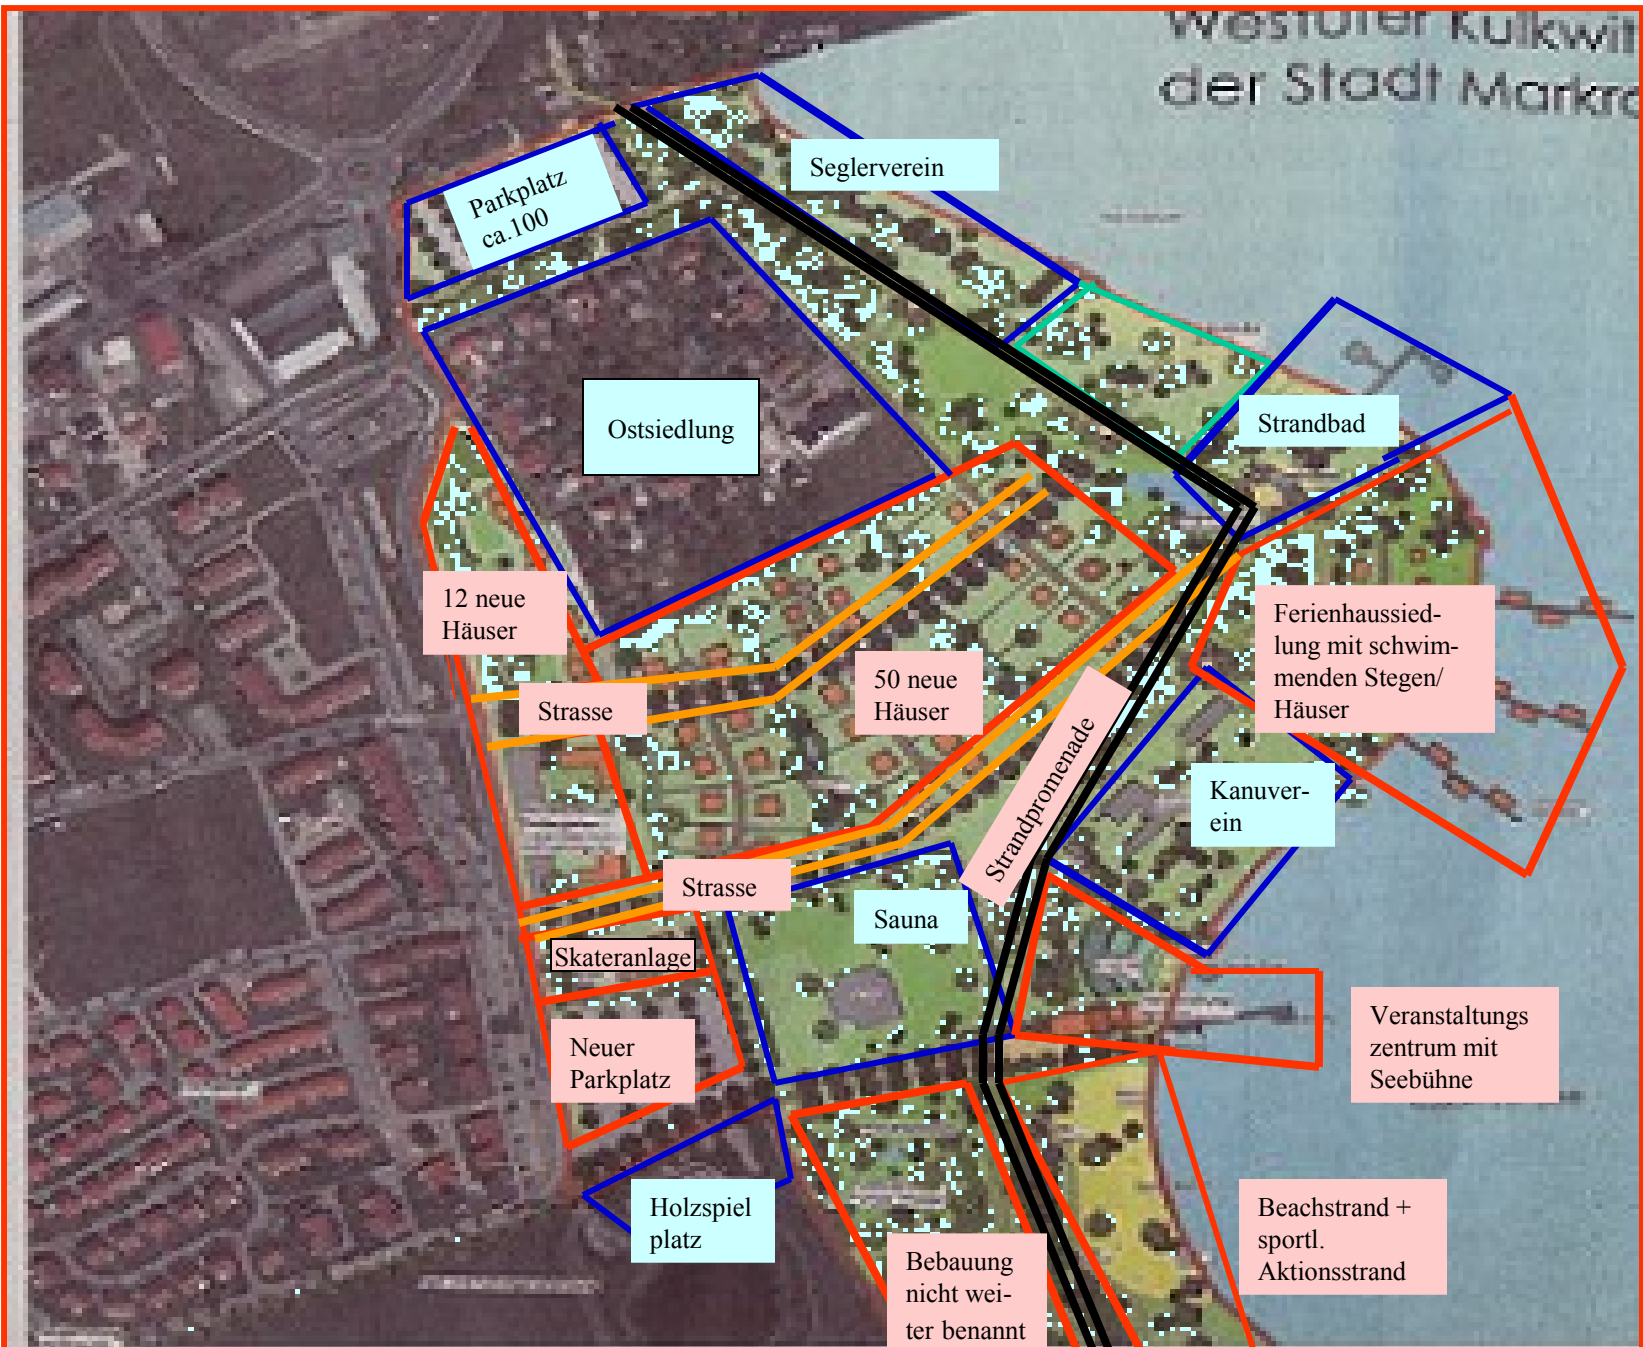 Westufer Kulkwit
der Stadt Markra
Seglerverein
Parkplatz
ca.100
Strandbad
Ostsiedlung
12 neue
Häuser
Ferienhaussied-
lung mit schwim-
menden Stegen/
Häuser
50 neue
Häuser
Strasse
Strandpromenade
Kanuver-
ein
Strasse
Sauna
Skateranlage
Veranstaltungs
zentrum mit
Seebühne
Neuer
Parkplatz
Holzspiel
platz
Beachstrand +
sportl.
Aktionsstrand
Bebauung
nicht wei-
ter benannt